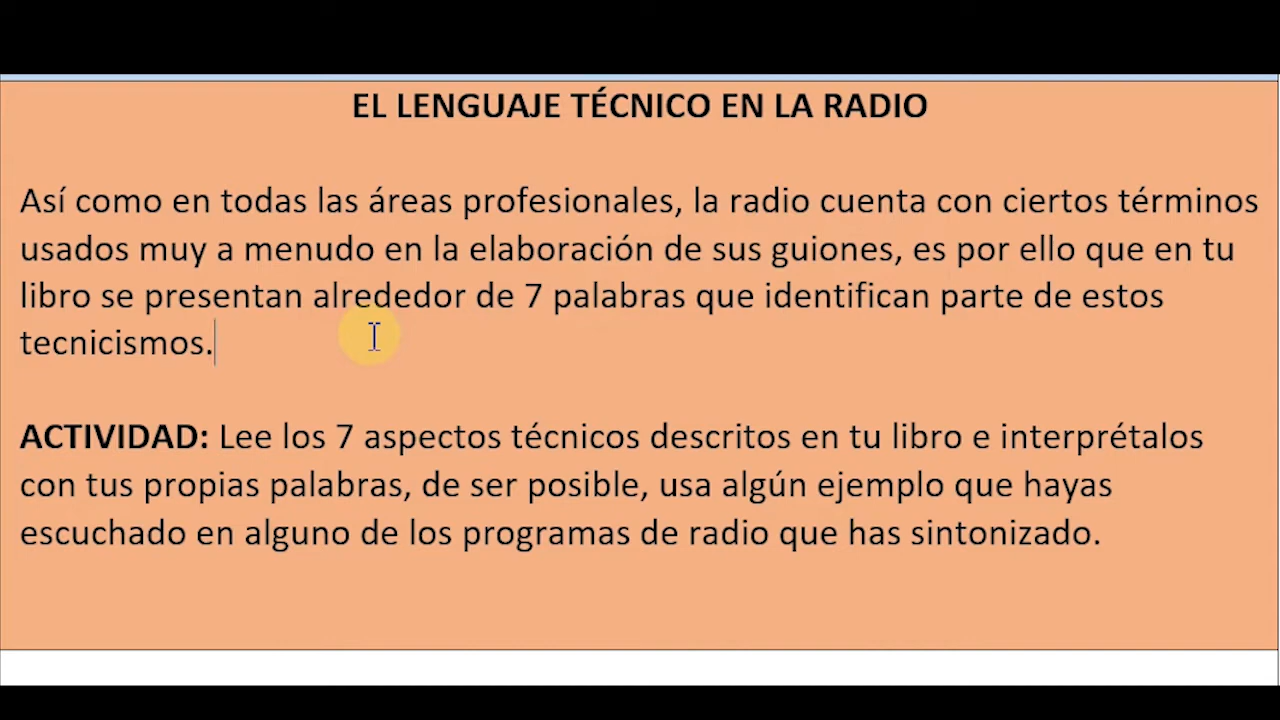 EL LENGUAJE TÉCNICO EN LA RADIO
Así como en todas las áreas profesionales, la radio cuenta con ciertos términos
usados muy a menudo en la elaboración de sus guiones, es por ello que en tu
libro se presentan alrededor de 7 palabras que identifican parte de estos
tecnicismos.
ACTIVIDAD: Lee los 7 aspectos técnicos descritos en tu libro e interprétalos
con tus propias palabras, de ser posible, usa algún ejemplo que hayas
escuchado en alguno de los programas de radio que has sintonizado.